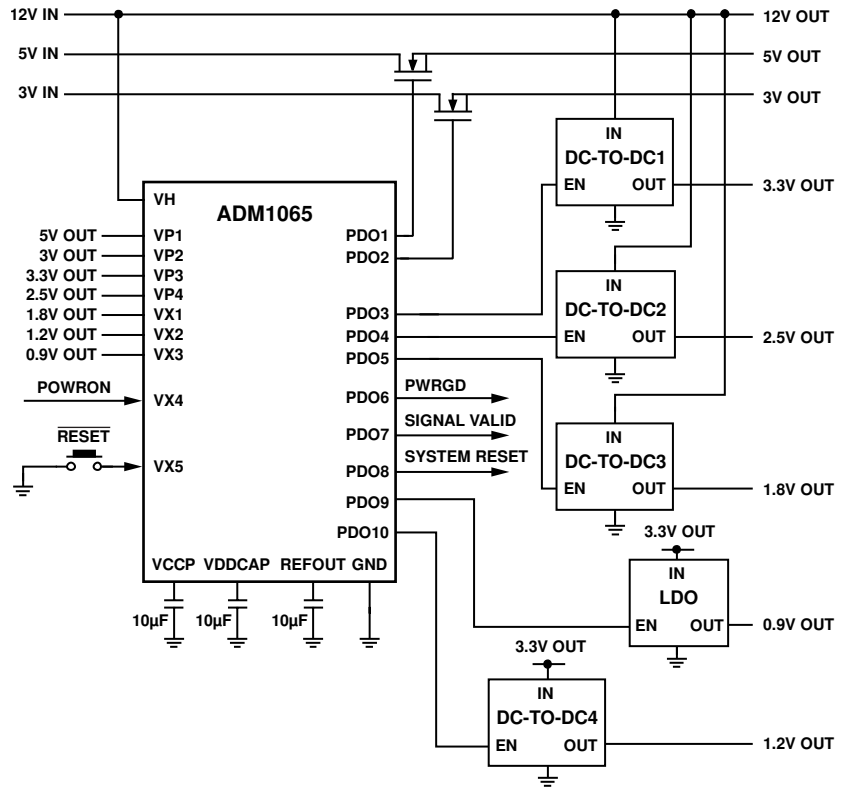 12V IN
12V OUT
5V IN
5V OUT
3V IN
3V OUT
IN
DC-TO-DC1
EN OUT
3.3V OUT
VH
ADM1065
5V OUT VP1
3V OUT VP2
3.3V OUT VP3
2.5V OUT VP4
1.8V OUT VX1
1.2V OUT VX2
0.9V OUT VX3
POWRON
VX4
RESET
VX5
PDO1
PDO2
PDO3
PDO4
PDO5
PDO6
PWRGD
PDO7
SIGNAL VALID
PDO8
SYSTEM RESET
PDO9
PDO10
VCCP VDDCAP REFOUT GND
10µF 10µF 10µF
IN
DC-TO-DC2
EN OUT
2.5V OUT
IN
DC-TO-DC3
EN OUT
1.8V OUT
3.3V OUT
IN
LDO
EN OUT
0.9V OUT
3.3V OUT
IN
DC-TO-DC4
EN OUT
1.2V OUT